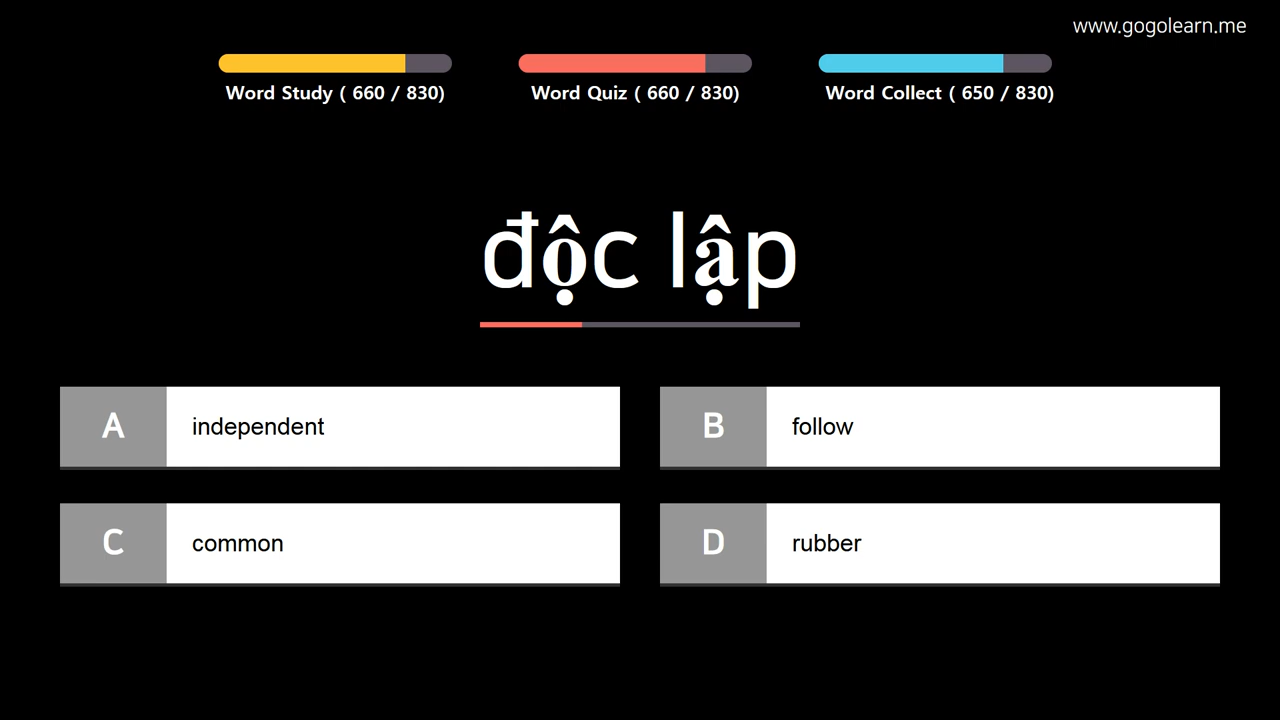 www.gogolearn.me
Word Study ( 660 / 830)
Word Quiz ( 660 / 830)
Word Collect ( 650 / 830)
độc lập
A independent
B follow
C common
D rubber